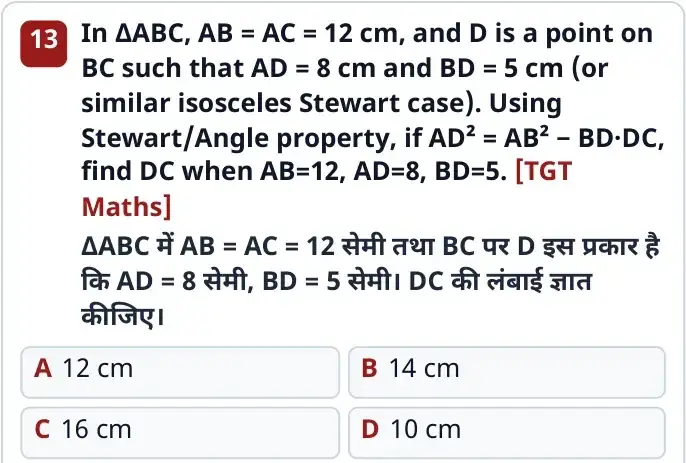 13 In ΔABC, AB = AC = 12 cm, and D is a point on
BC such that AD = 8 cm and BD = 5 cm (or
similar isosceles Stewart case). Using
Stewart/Angle property, if AD² = AB² − BD·DC,
find DC when AB=12, AD=8, BD=5. [TGT
Maths]
ΔABC में AB = AC = 12 सेमी तथा BC पर D इस प्रकार है
कि AD = 8 सेमी, BD = 5 सेमी। DC की लंबाई ज्ञात
कीजिए।
A 12 cm
B 14 cm
C 16 cm
D 10 cm